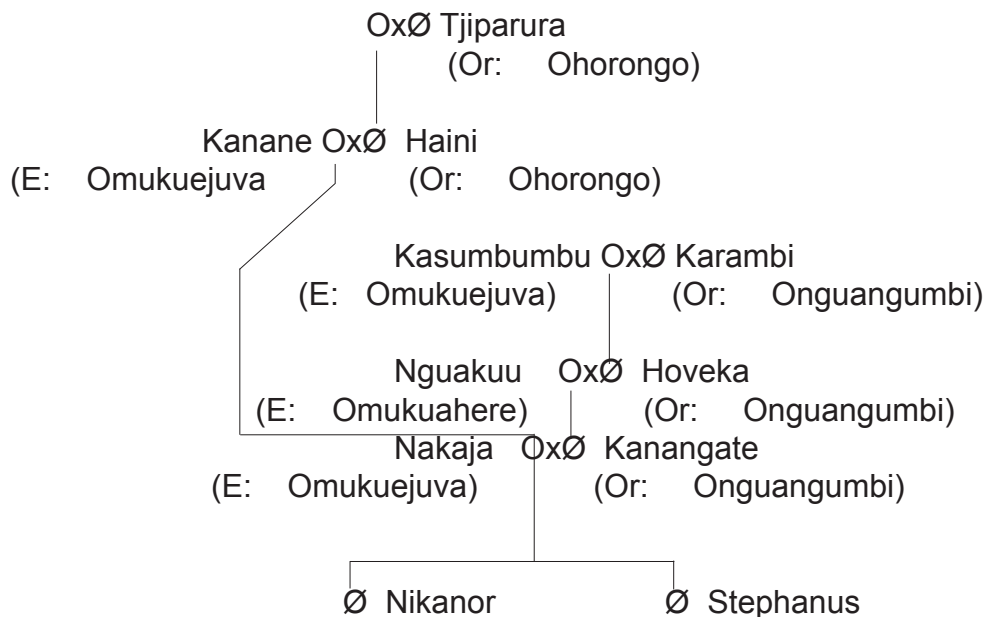 OxØ Tjiparura
(Or: Ohorongo)
Kanane OxØ Haini
(E: Omukuejuva (Or: Ohorongo)
Kasumbumbu OxØ Karambi
(E: Omukuejuva) (Or: Onguangumbi)
Nguakuu OxØ Hoveka
(E: Omukuahere) (Or: Onguangumbi)
Nakaja OxØ Kanangate
(E: Omukuejuva) (Or: Onguangumbi)
Ø Nikanor Ø Stephanus